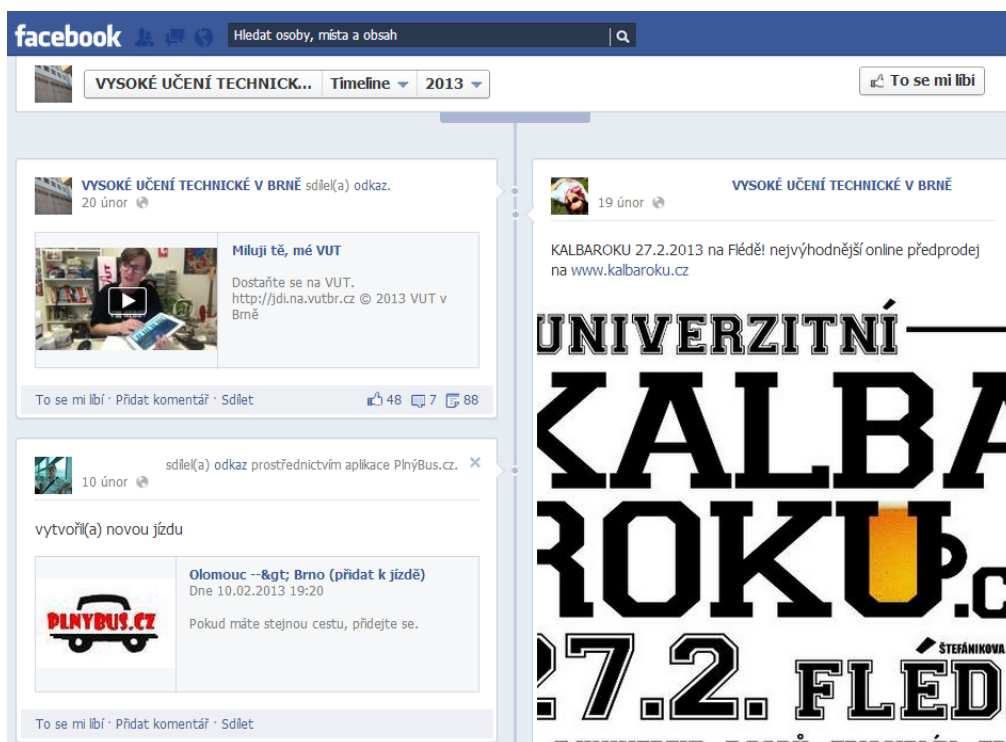 facebook
Hledat osoby, místa a obsah
VYSOKÉ UČENÍ TECHNICK... Timeline 2013
To se mi líbí
VYSOKÉ UČENÍ TECHNICKÉ V BRNĚ sdílel(a) odkaz.
20 únor
VUT
Miluji tě, mé VUT
Dostaňte se na VUT.
http://jdi.na.vutbr.cz © 2013 VUT v
Brně
To se mi líbí · Přidat komentář · Sdílet 48 7 88
sdílel(a) odkaz prostřednictvím aplikace PlnýBus.cz.
10 únor
vytvořil(a) novou jízdu
PLNYBUS.CZ
Olomouc --&gt; Brno (přidat k jízdě)
Dne 10.02.2013 19:20
Pokud máte stejnou cestu, přidejte se.
To se mi líbí · Přidat komentář · Sdílet
VYSOKÉ UČENÍ TECHNICKÉ V BRNĚ
19 únor
KALBAROKU 27.2.2013 na Flédě! nejvýhodnější online předprodej
na www.kalbaroku.cz
UNIVERZITNÍ
KALBA
ROKU.c
27.2. FLÉD
ŠTEFÁNIKOVA